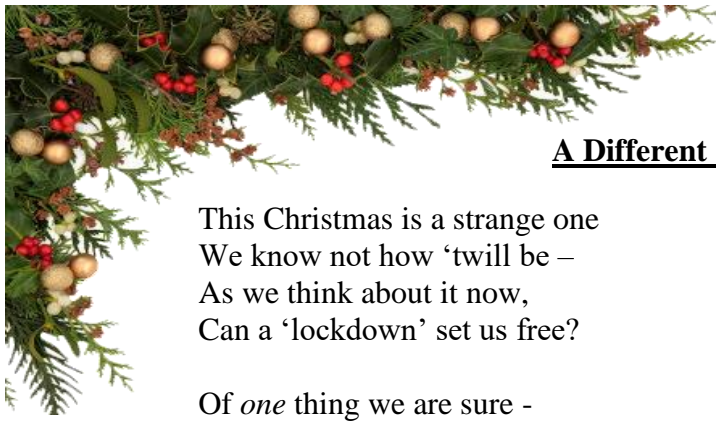 A Different
This Christmas is a strange one
We know not how ‘twill be –
As we think about it now,
Can a ‘lockdown’ set us free?
Of one thing we are sure -